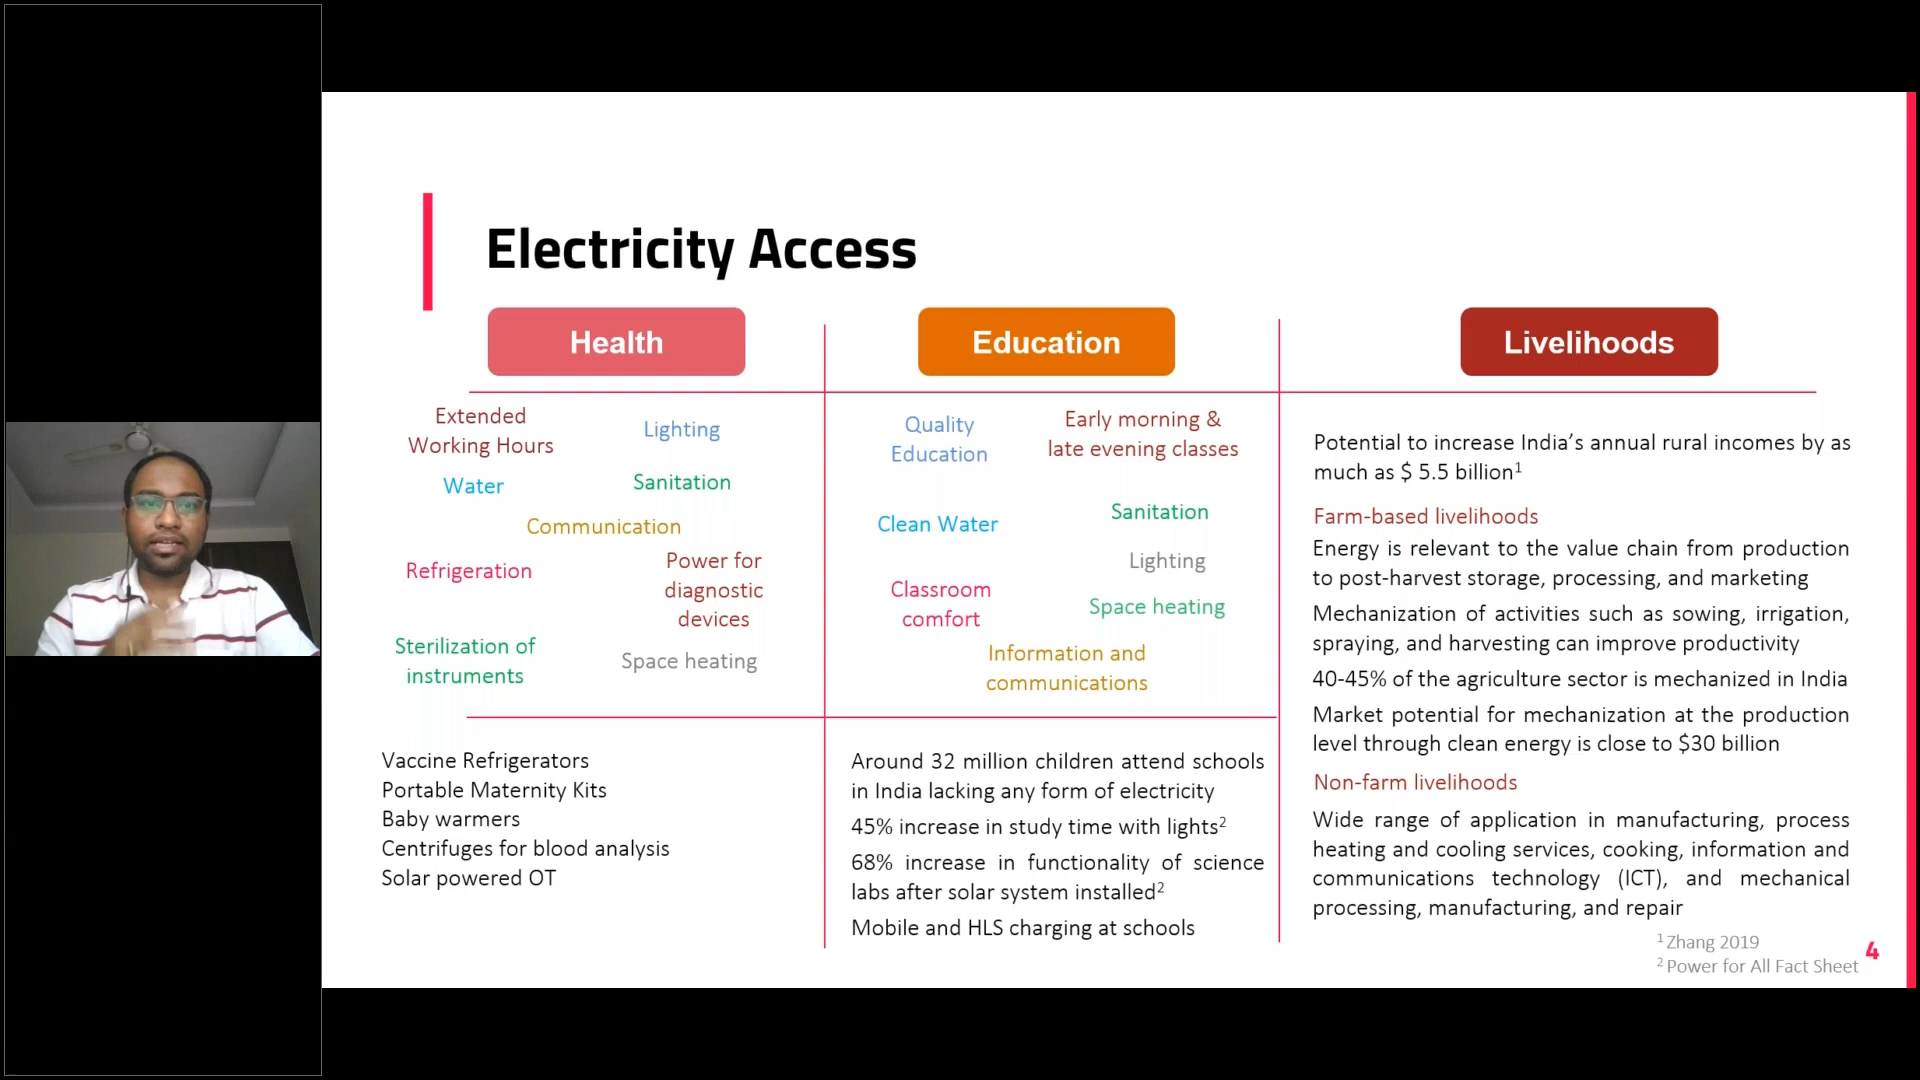 Electricity Access
Health
Extended
Working Hours
Lighting
Water
Sanitation
Communication
Refrigeration
Power for
diagnostic
devices
Sterilization of
instruments
Space heating
Vaccine Refrigerators
Portable Maternity Kits
Baby warmers
Centrifuges for blood analysis
Solar powered OT
Education
Quality
Education
Early morning &
late evening classes
Clean Water
Sanitation
Lighting
Classroom
comfort
Space heating
Information and
communications
Around 32 million children attend schools
in India lacking any form of electricity
45% increase in study time with lights²
68% increase in functionality of science
labs after solar system installed²
Mobile and HLS charging at schools
Livelihoods
Potential to increase India’s annual rural incomes by as
much as $ 5.5 billion¹
Farm-based livelihoods
Energy is relevant to the value chain from production
to post-harvest storage, processing, and marketing
Mechanization of activities such as sowing, irrigation,
spraying, and harvesting can improve productivity
40-45% of the agriculture sector is mechanized in India
Market potential for mechanization at the production
level through clean energy is close to $30 billion
Non-farm livelihoods
Wide range of application in manufacturing, process
heating and cooling services, cooking, information and
communications technology (ICT), and mechanical
processing, manufacturing, and repair
¹ Zhang 2019
² Power for All Fact Sheet
4